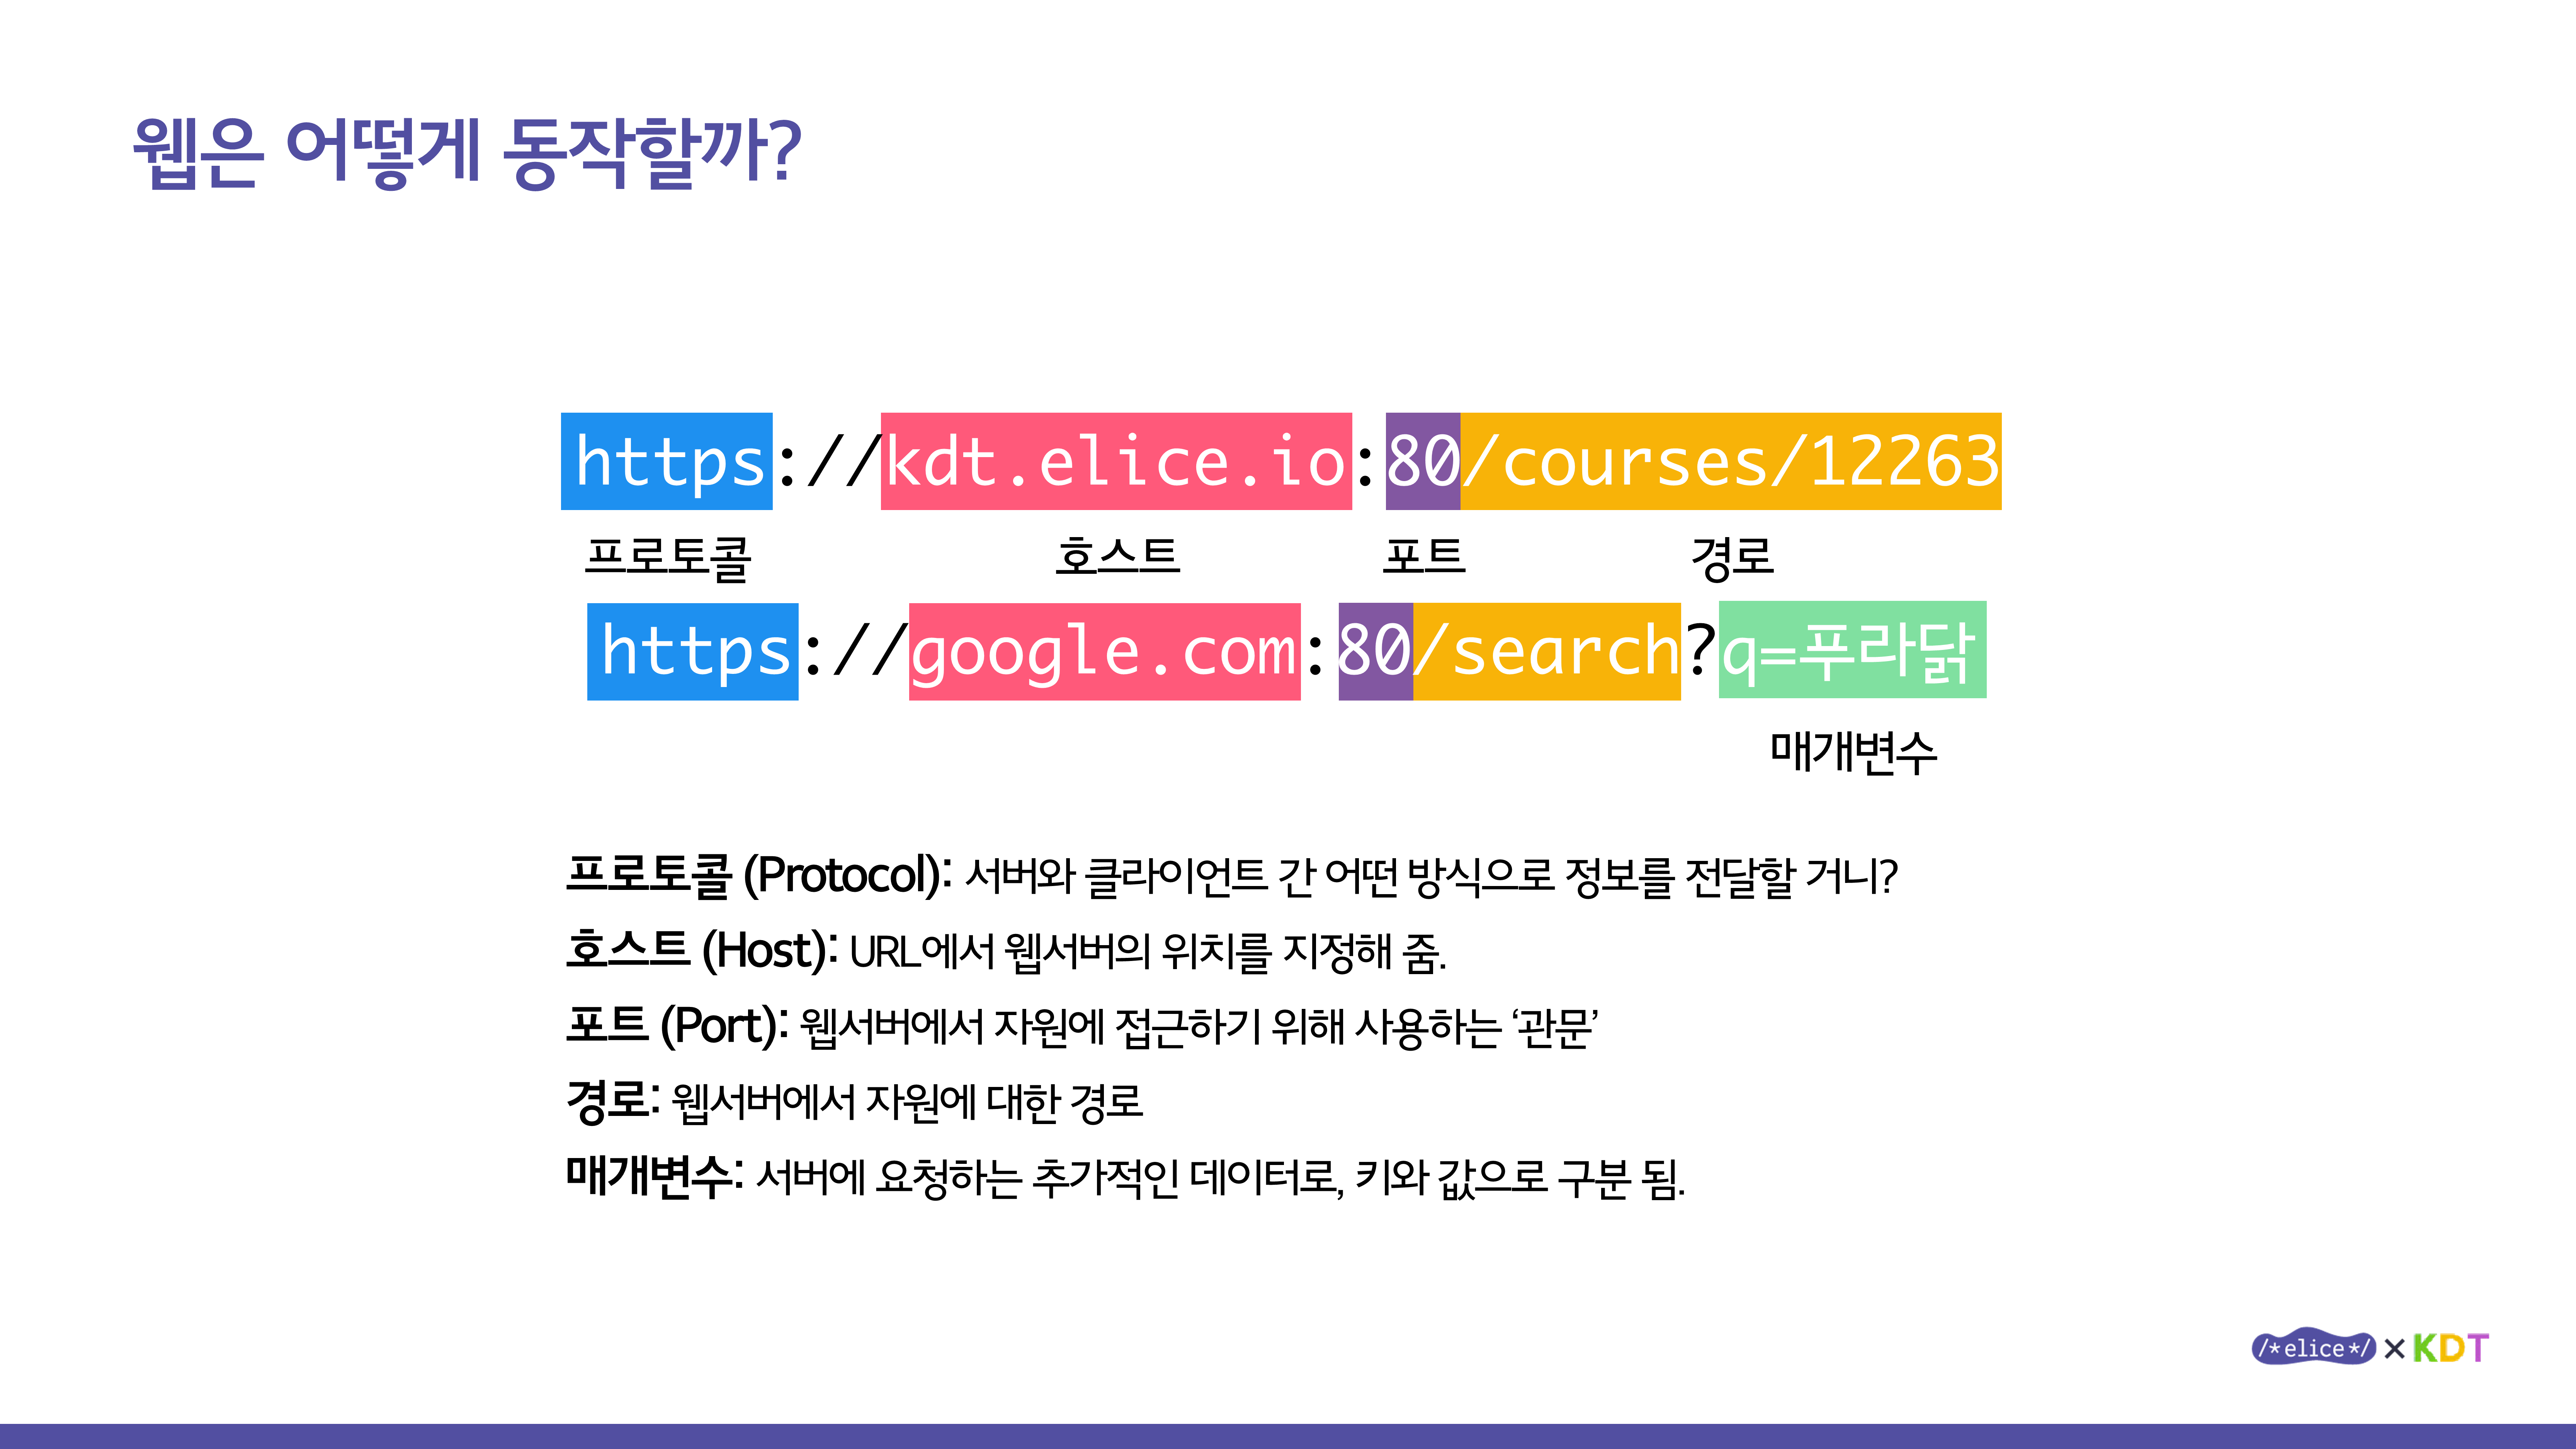 웹은 어떻게 동작할까?
https://kdt.elice.io:80/courses/12263
프로토콜 호스트 포트 경로
https://google.com:80/search?q=푸라닭
매개변수
프로토콜 (Protocol): 서버와 클라이언트 간 어떤 방식으로 정보를 전달할 거니?
호스트 (Host): URL에서 웹서버의 위치를 지정해 줌.
포트 (Port): 웹서버에서 자원에 접근하기 위해 사용하는 ‘관문’
경로: 웹서버에서 자원에 대한 경로
매개변수: 서버에 요청하는 추가적인 데이터로, 키와 값으로 구분 됨.
/*elice*/ × KDT